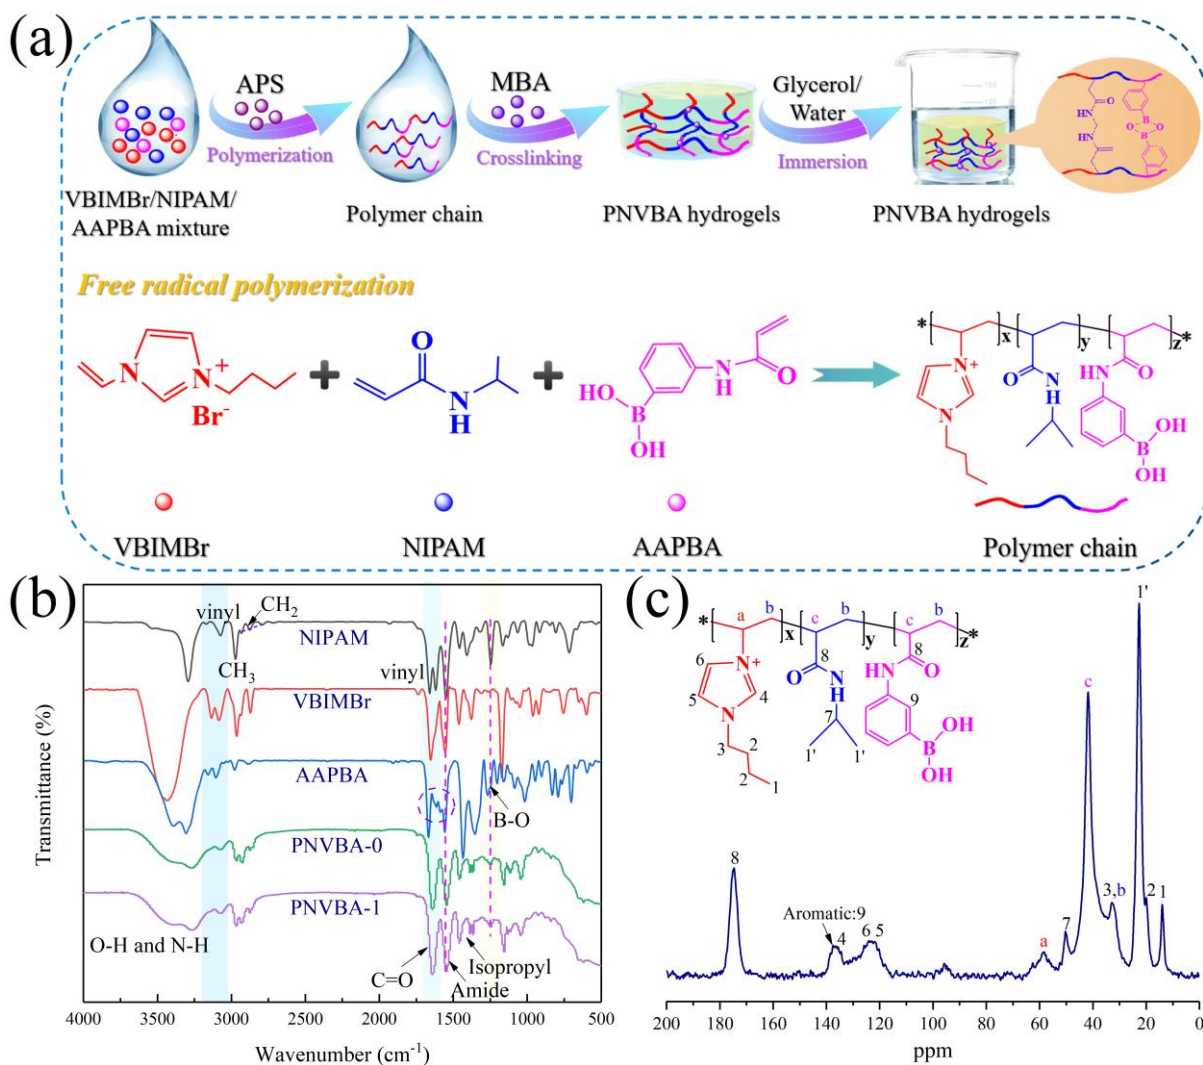 (a)
APS
Polymerization
MBA
Crosslinking
Glycerol/
Water
Immersion
VBIMBr/NIPAM/
AAPBA mixture
Polymer chain
PNVBA hydrogels
PNVBA hydrogels
O
HN
HN
O
B
O
O
B
O
Free radical polymerization
N
N
+
Br-
O
N
H
HO
B
OH
N
H
O
*
x
y
z
*
N
+
N
O
NH
NH
O
B
OH
OH
VBIMBr
NIPAM
AAPBA
Polymer chain
(b)
vinyl
CH2
NIPAM
CH3
vinyl
VBIMBr
AAPBA
B-O
PNVBA-0
PNVBA-1
O-H and N-H
C=O
Isopropyl
Amide
Transmittance (%)
4000 3500 3000 2500 2000 1500 1000 500
Wavenumber (cm-1)
(c)
a b c b c b
*
x
y
z
*
6
N
+
5
4
N
3
2
2
1
8
O
NH
7
1'
1'
8
O
NH
9
B
OH
OH
8
Aromatic:9
4
6 5
a
7
c
3,b
1'
2
1
200 180 160 140 120 100 80 60 40 20 0
ppm